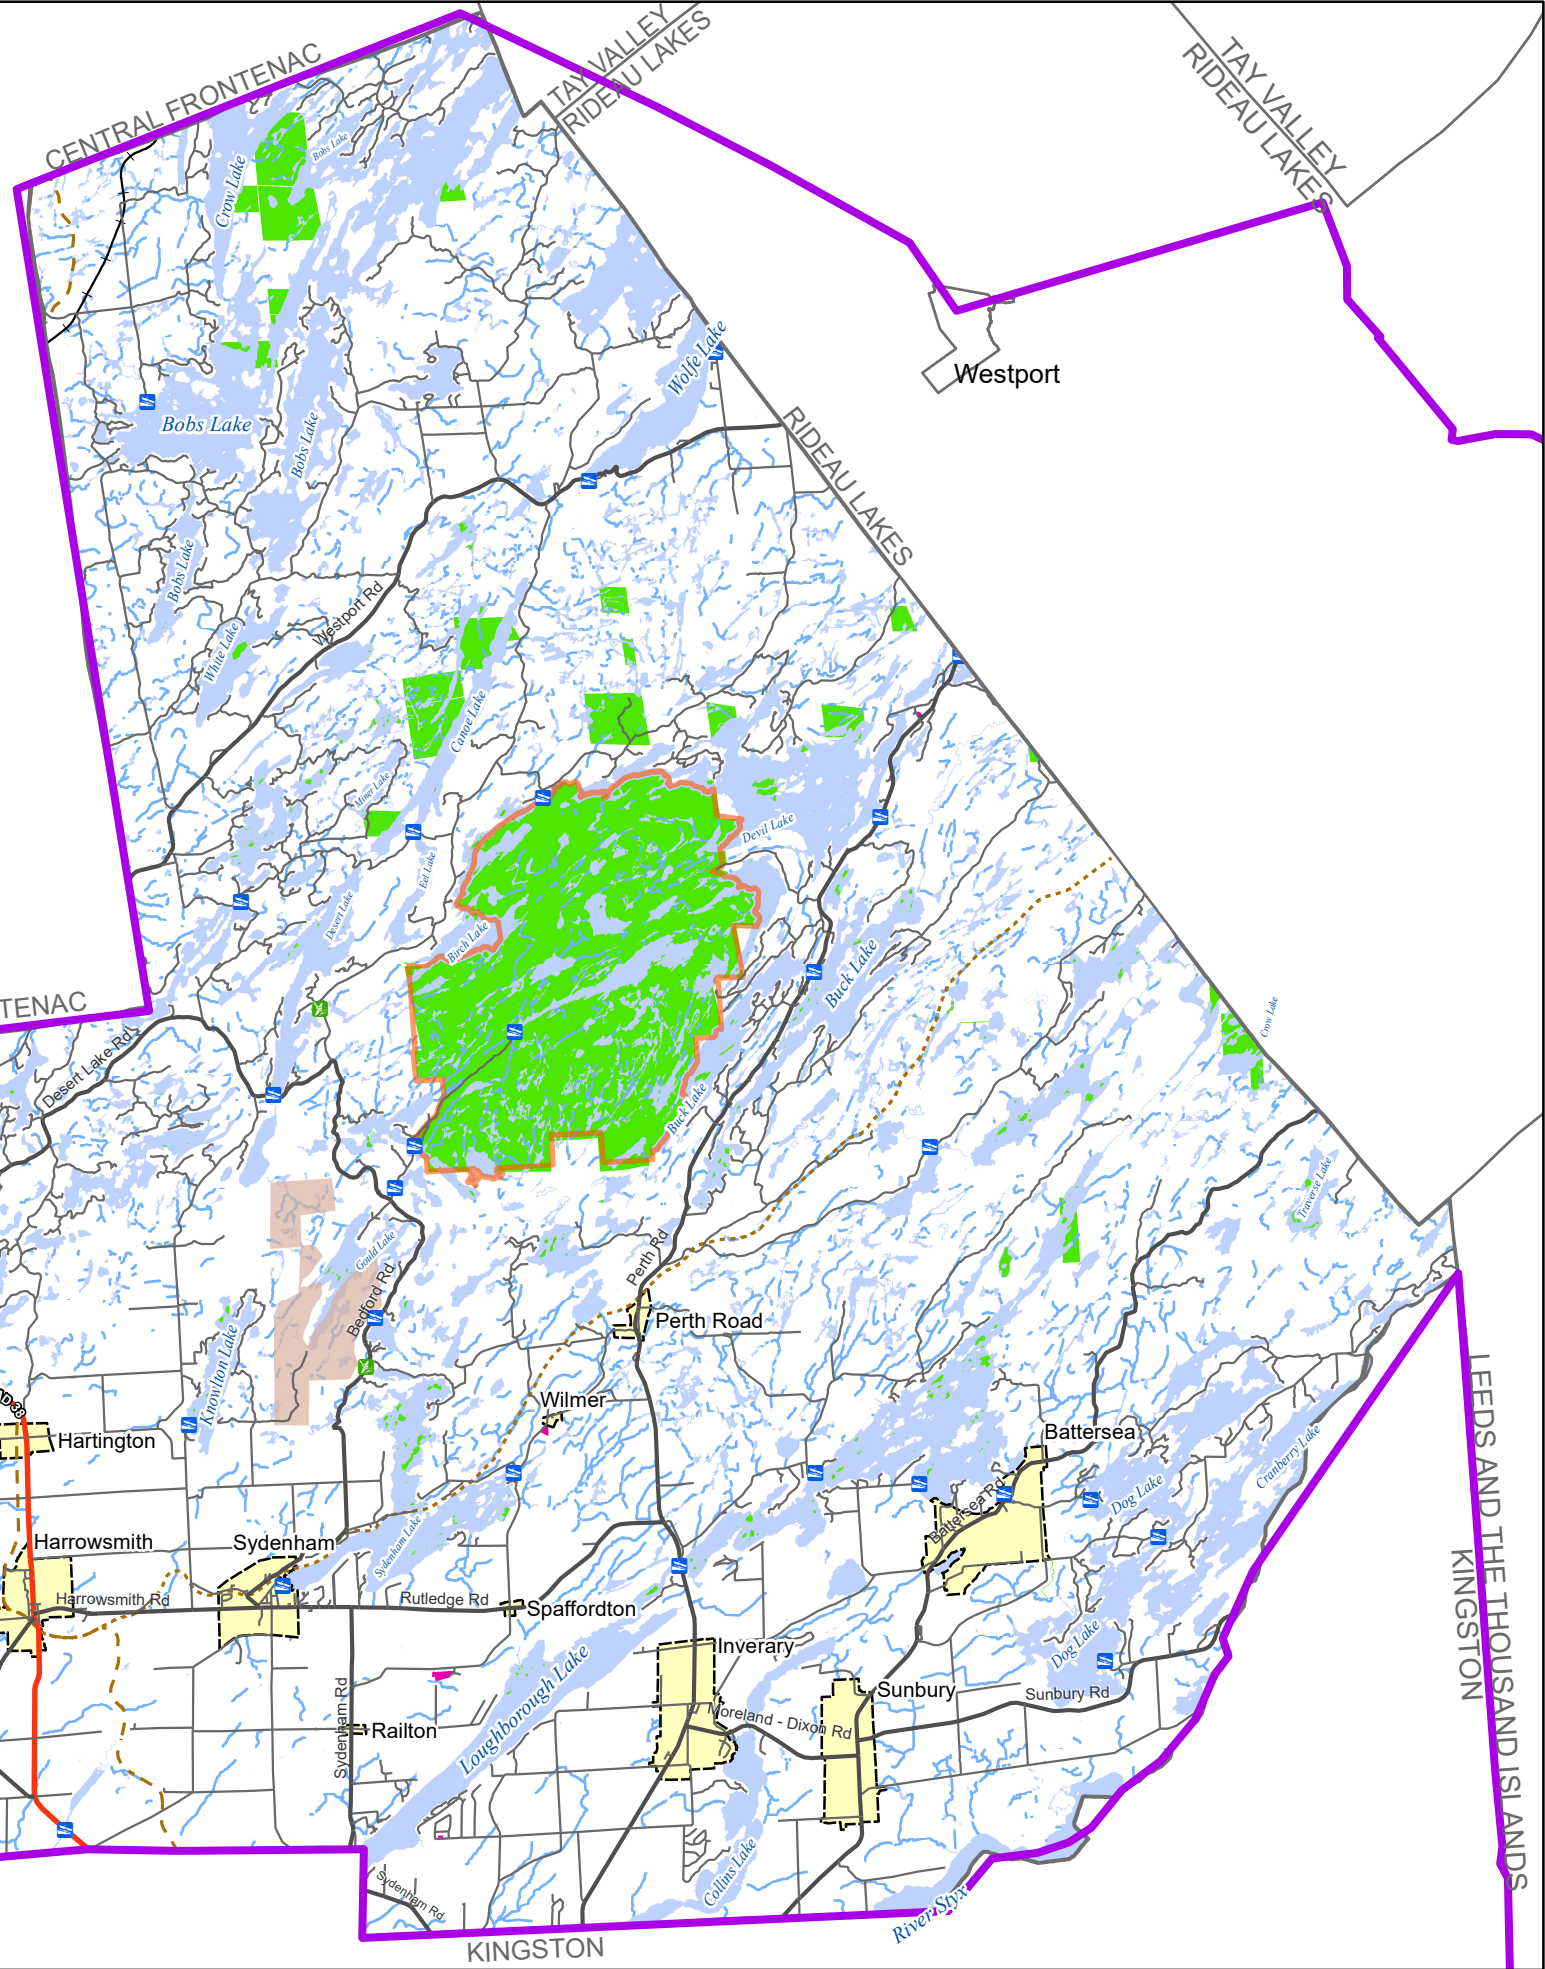 CENTRAL FRONTENAC
TAY VALLEY
RIDEAU LAKES
TAY VALLEY
RIDEAU LAKES
Bobs Lake
Crow Lake
Wolfe Lake
Westport
Bobs Lake
Bobs Lake
RIDEAU LAKES
Bobs Lake
Westport Rd
White Lake
Canoe Lake
Miner Lake
Devil Lake
Eel Lake
Desert Lake
Birch Lake
Buck Lake
TENAC
Crow Lake
Desert Lake Rd
Buck Lake
Traverse Lake
Gould Lake
Perth Rd
Bedford Rd
Perth Road
Knowlton Lake
D 38
Wilmer
Hartington
Battersea
Cranberry Lake
Dog Lake
Battersea Rd
LEEDS AND THE THOUSAND ISLANDS
KINGSTON
Harrowsmith
Sydenham
Sydenham Lake
Harrowsmith Rd
Rutledge Rd
Spaffordton
Inverary
Dog Lake
Loughborough Lake
Sunbury
Sunbury Rd
Sydenham Rd
Railton
Moreland - Dixon Rd
Collins Lake
Sydenham Rd
River Styx
KINGSTON